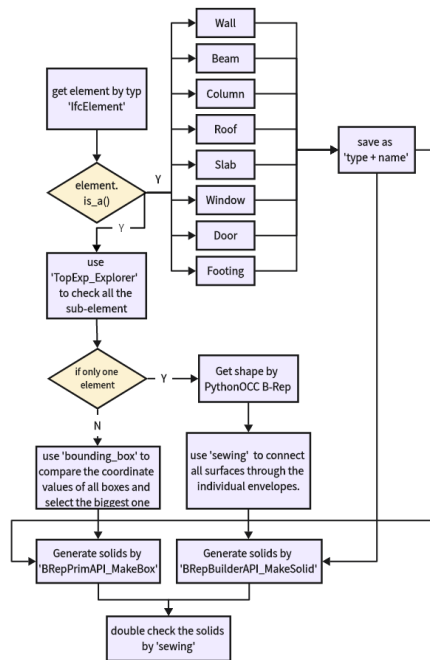 Wall
Beam
get element by typ
'IfcElement'
Column
Roof
save as
'type + name'
Y
element.
is_a()
Slab
Window
Y
Door
use
'TopExp_Explorer'
to check all the
sub-element
Footing
if only one
element
Y
Get shape by
PythonOCC B-Rep
N
use 'bounding_box' to
compare the coordinate
values of all boxes and
select the biggest one
use 'sewing' to connect
all surfaces through the
individual envelopes.
Generate solids by
'BRepPrimAPI_MakeBox'
Generate solids by
'BRepBuilderAPI_MakeSolid'
double check the solids
by 'sewing'